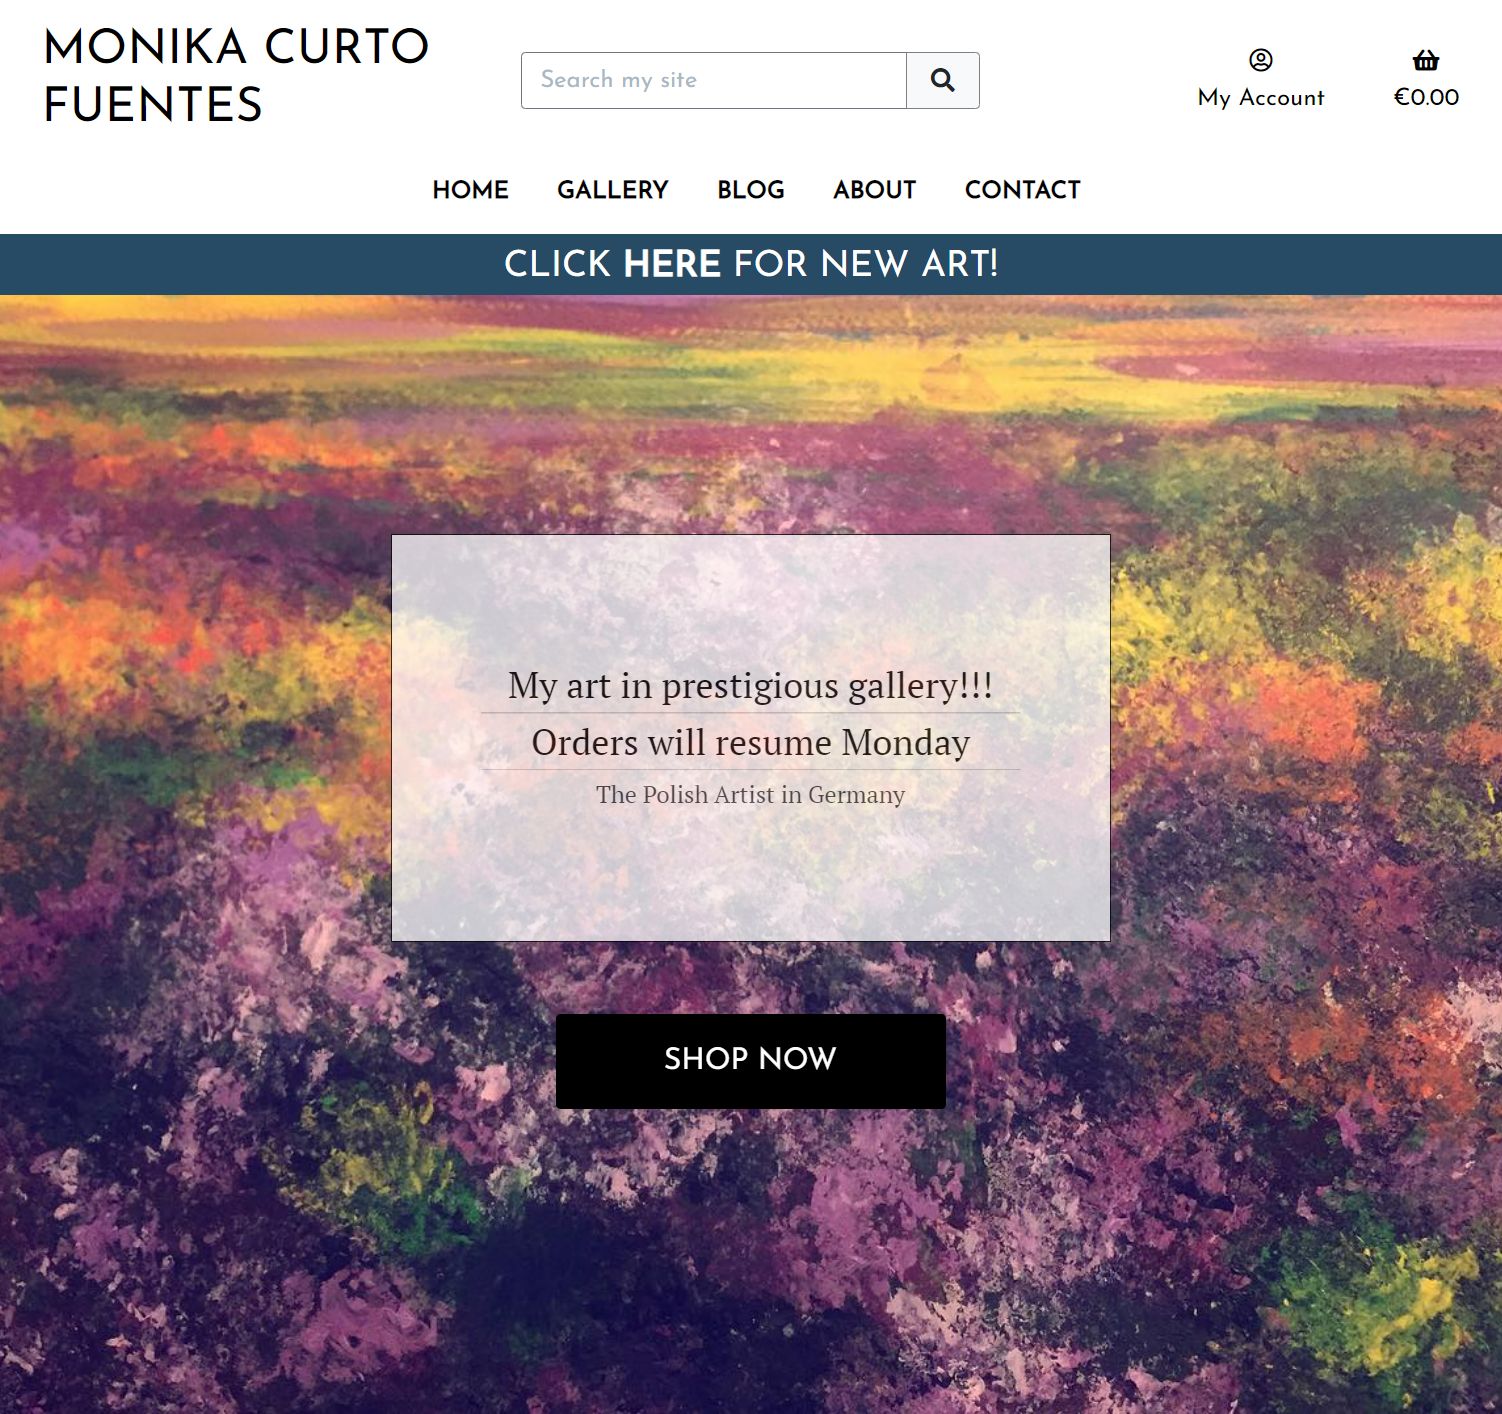 MONIKA CURTO
FUENTES
Search my site
My Account
€0.00
HOME GALLERY BLOG ABOUT CONTACT
CLICK HERE FOR NEW ART!
My art in prestigious gallery!!!
Orders will resume Monday
The Polish Artist in Germany
SHOP NOW